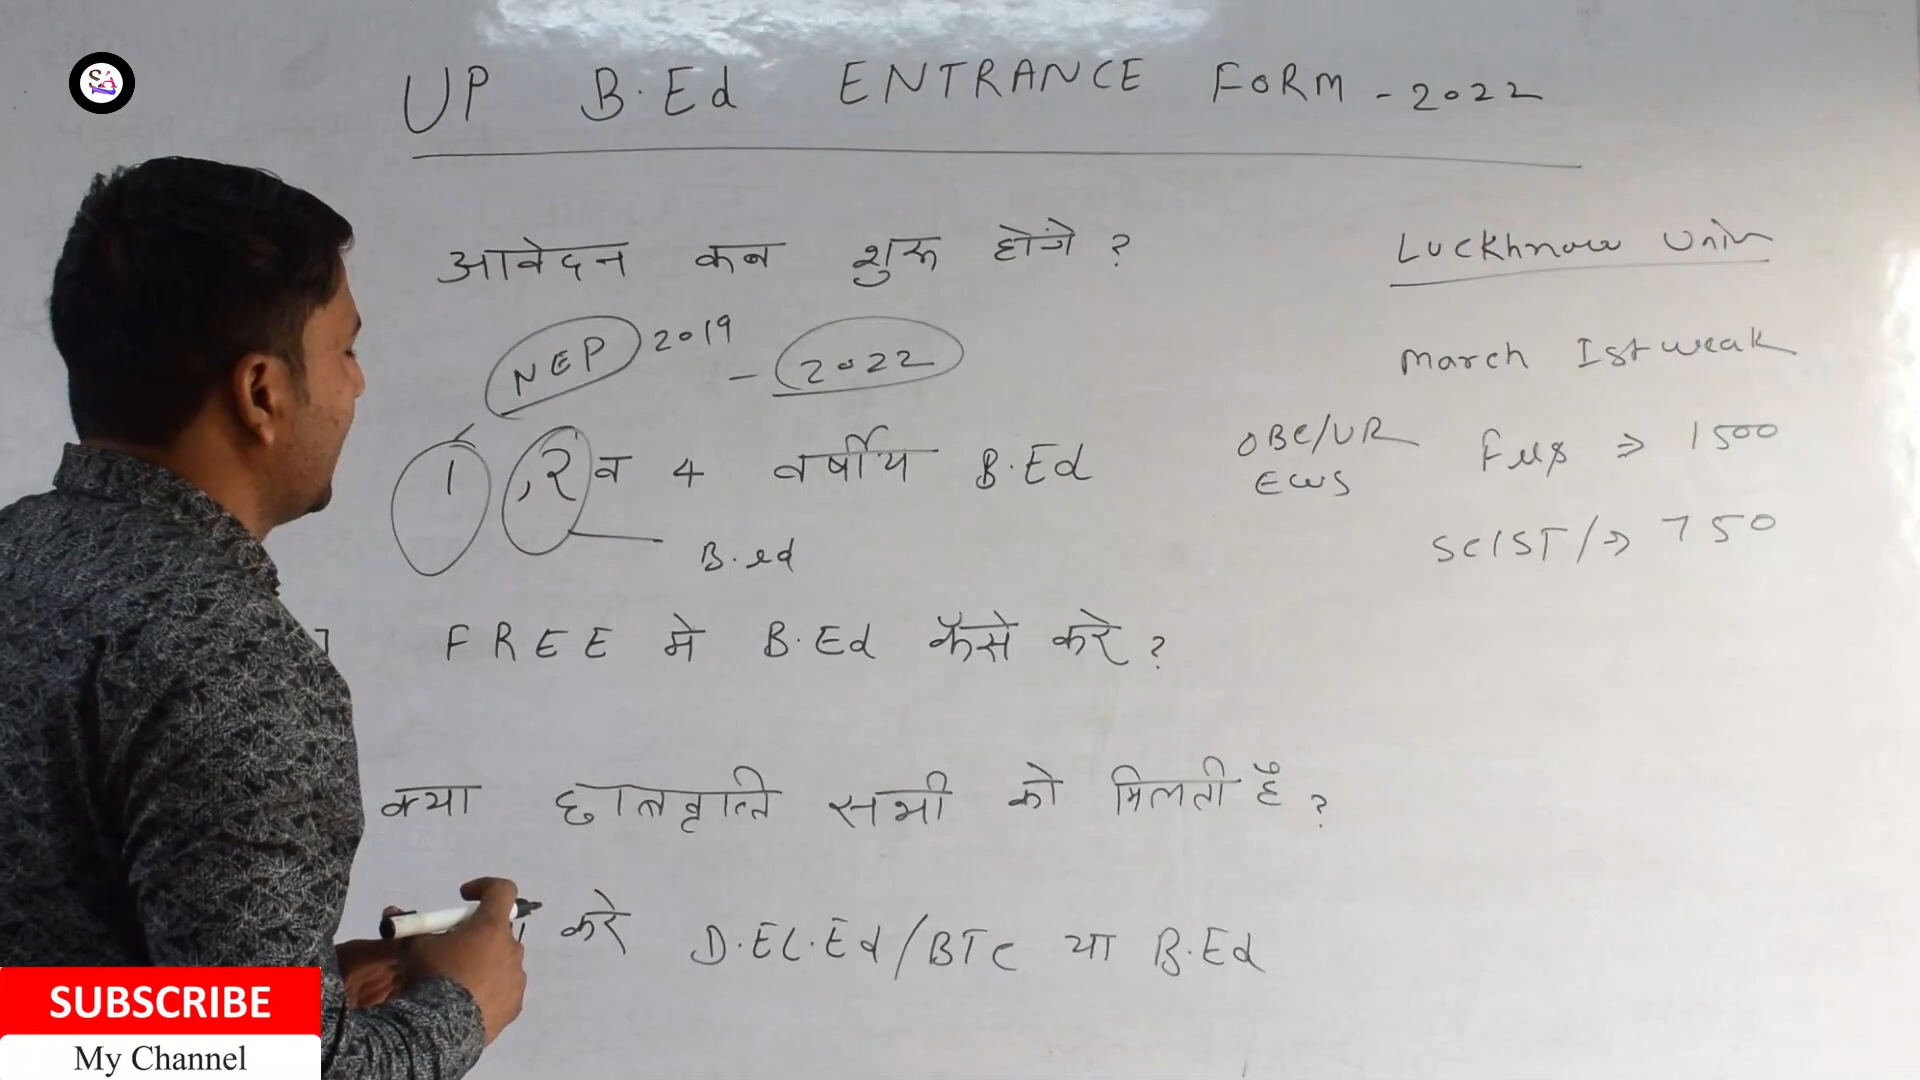 UP B.Ed ENTRANCE FORM - 2022
आवेदन कब शुरू होंगे ?
Luckhnow Univ
NEP 2019 - 2022
March Ist weak
1 ,2 व 4 वर्षीय B.Ed
OBC/UR
EWS
⇒ 1500
B.ed
SC/ST/⇒ 750
FREE मे B.Ed कैसे करे ?
क्या छात्रवृत्ति सभी को मिलती है ?
करे D.EL.Ed/BTC या B.Ed
SUBSCRIBE
My Channel